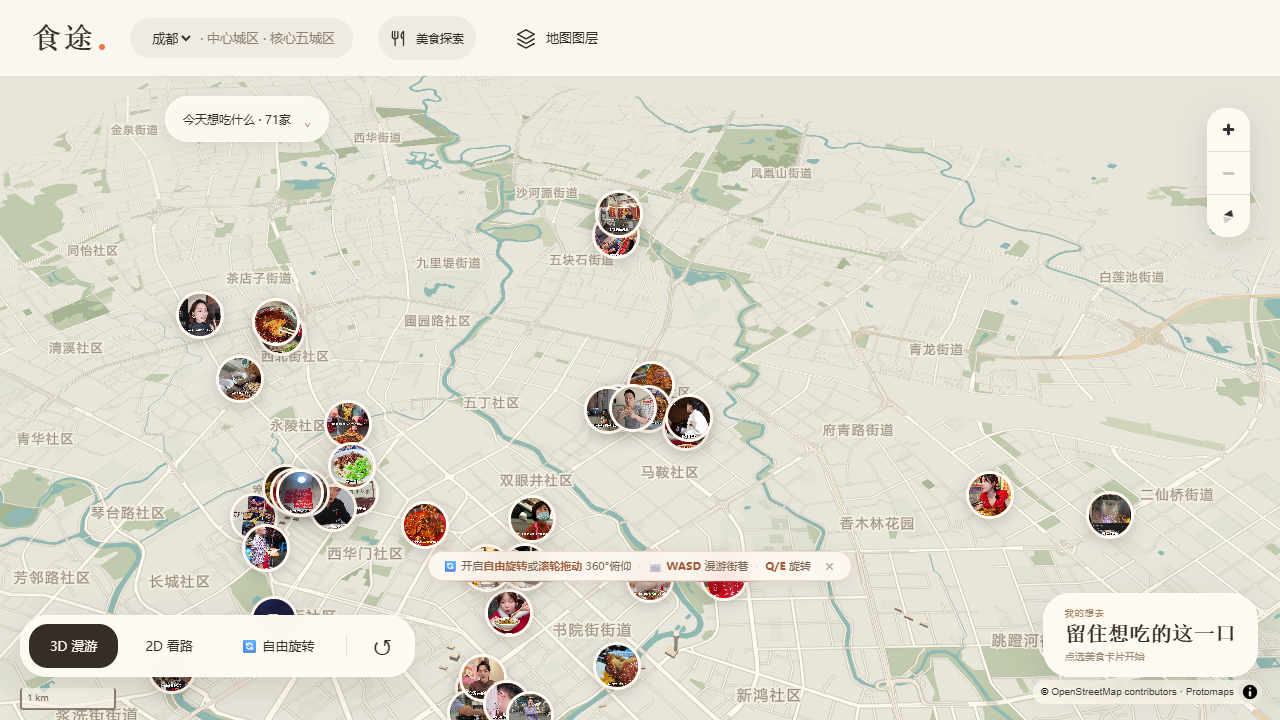 食途.
成都 · 中心城区 · 核心五城区
美食探索
地图图层
今天想吃什么 · 71家
金泉街道
西华街道
凤凰山街道
沙河源街道
同怡社区
九里堤街道
五块石街道
茶店子街道
白莲池街道
圃园路社区
清溪社区
西北街社区
青龙街道
五丁街社区
永陵社区
府青路街道
青华社区
马鞍社区
双眼井社区
二仙桥街道
琴台路社区
香木林花园
西华门社区
开启自由旋转或滚轮拖动 360°俯仰 · WASD 漫游街巷 · Q/E 旋转 ×
芳邻路社区
长城社区
我的想去
留住想吃的这一口
点选美食卡片开始
书院街街道
3D 漫游
2D 看路
自由旋转
跳蹬河
新鸿社区
1 km
浆洗街街道
© OpenStreetMap contributors · Protomaps